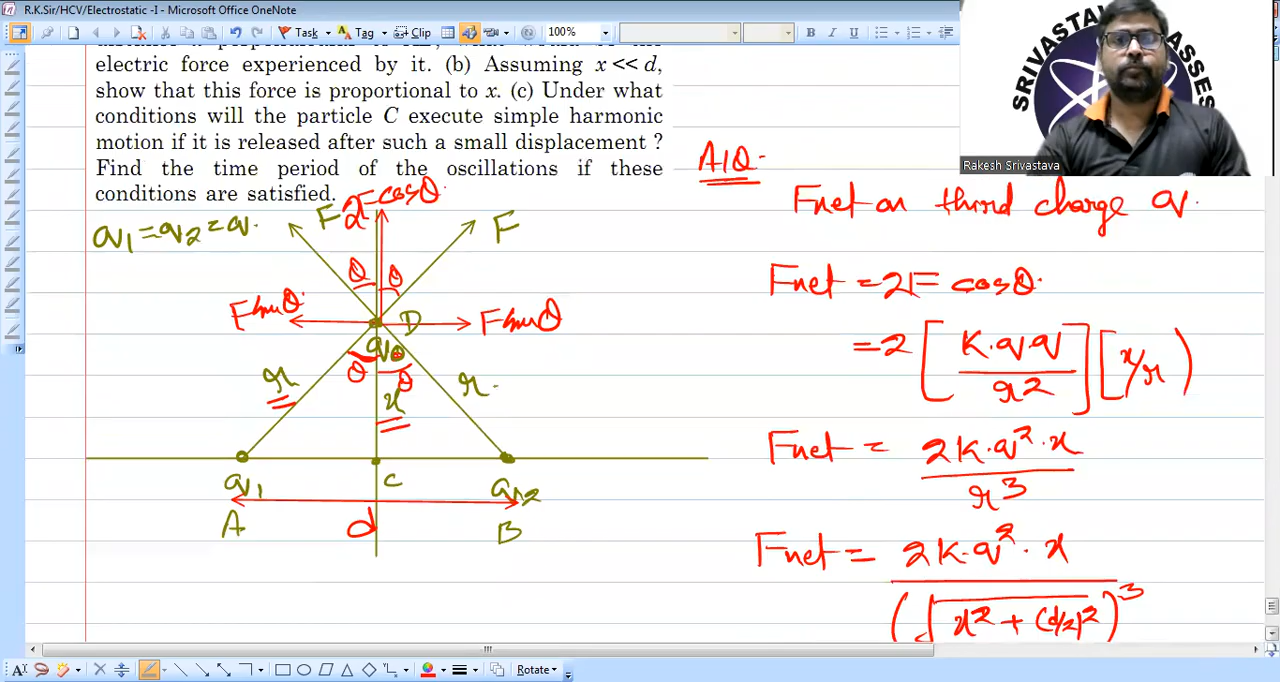 R.K.Sir/HCV/Electrostatic -I - Microsoft Office OneNote
Task
Tag
Clip
100%
B I U
SRIVASTAVA CLASSES
Rakesh Srivastava
electric force experienced by it. (b) Assuming x << d,
show that this force is proportional to x. (c) Under what
conditions will the particle C execute simple harmonic
motion if it is released after such a small displacement ?
Find the time period of the oscillations if these
conditions are satisfied.
q1 = q2 = q.
F
2Fcosθ
F
θ θ
Fsinθ
D
Fsinθ
q
θ θ
r
x
r
q1
C
q2
A
d
B
A/Q.
Fnet on third charge q.
Fnet = 2F cosθ.
= 2 [K.q.q / r2] [x/r)
Fnet = 2K.q2.x / r3
Fnet = 2K.q2.x / (√x2 + (d/2)2)3
Rotate